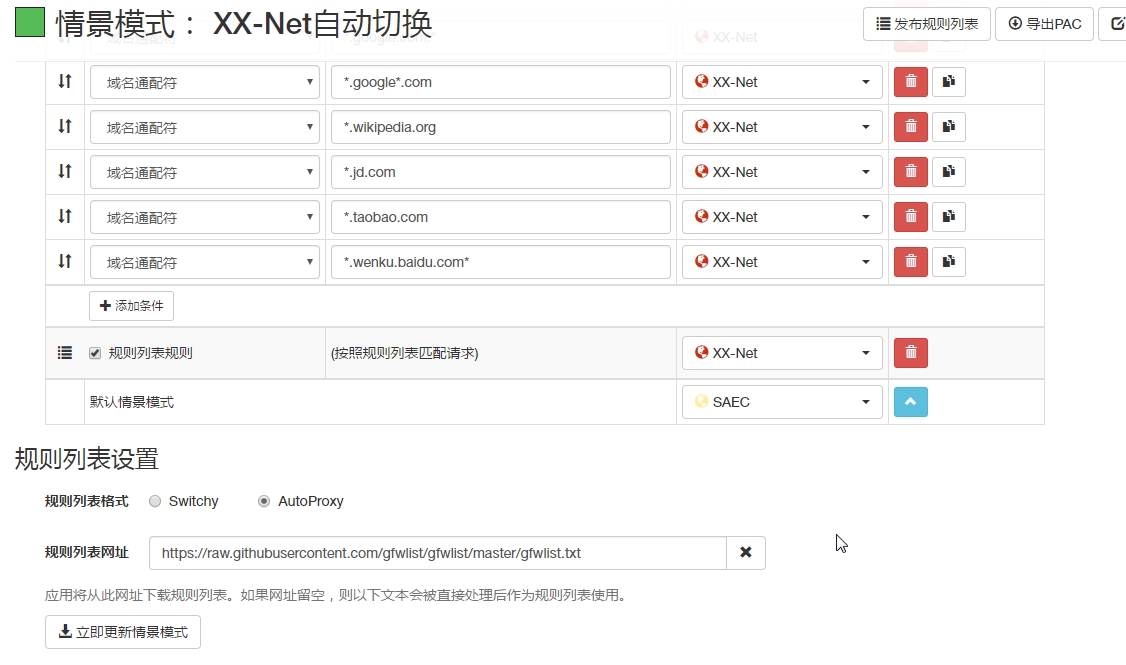 情景模式： XX-Net自动切换
发布规则列表
导出PAC
XX-Net
域名通配符 *.google*.com XX-Net
域名通配符 *.wikipedia.org XX-Net
域名通配符 *.jd.com XX-Net
域名通配符 *.taobao.com XX-Net
域名通配符 *.wenku.baidu.com* XX-Net
添加条件
规则列表规则 (按照规则列表匹配请求) XX-Net
默认情景模式 SAEC
规则列表设置
规则列表格式 Switchy AutoProxy
规则列表网址 https://raw.githubusercontent.com/gfwlist/gfwlist/master/gfwlist.txt
应用将从此网址下载规则列表。如果网址留空，则以下文本会被直接处理后作为规则列表使用。
立即更新情景模式